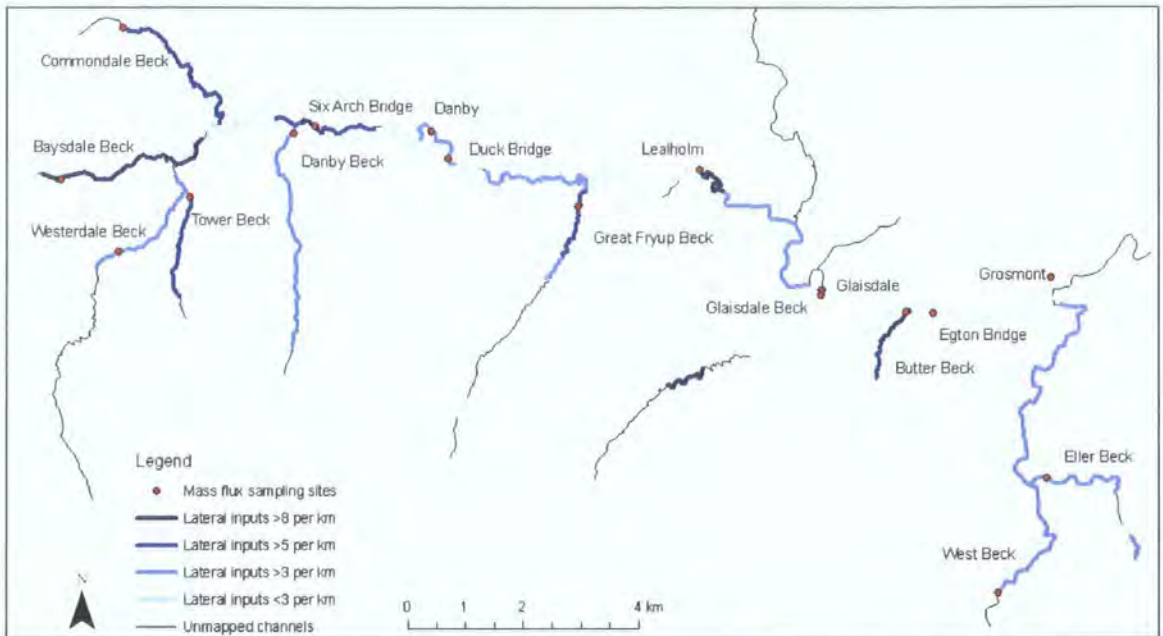 Commondale Beck
Six Arch Bridge
Danby
Baysdale Beck
Danby Beck
Duck Bridge
Lealholm
Westerdale Beck
Tower Beck
Great Fryup Beck
Glaisdale
Grosmont
Glaisdale Beck
Egton Bridge
Butter Beck
Eller Beck
West Beck
Legend
Mass flux sampling sites
Lateral inputs >8 per km
Lateral inputs >5 per km
Lateral inputs >3 per km
Lateral inputs <3 per km
Unmapped channels
N
0 1 2 4 km